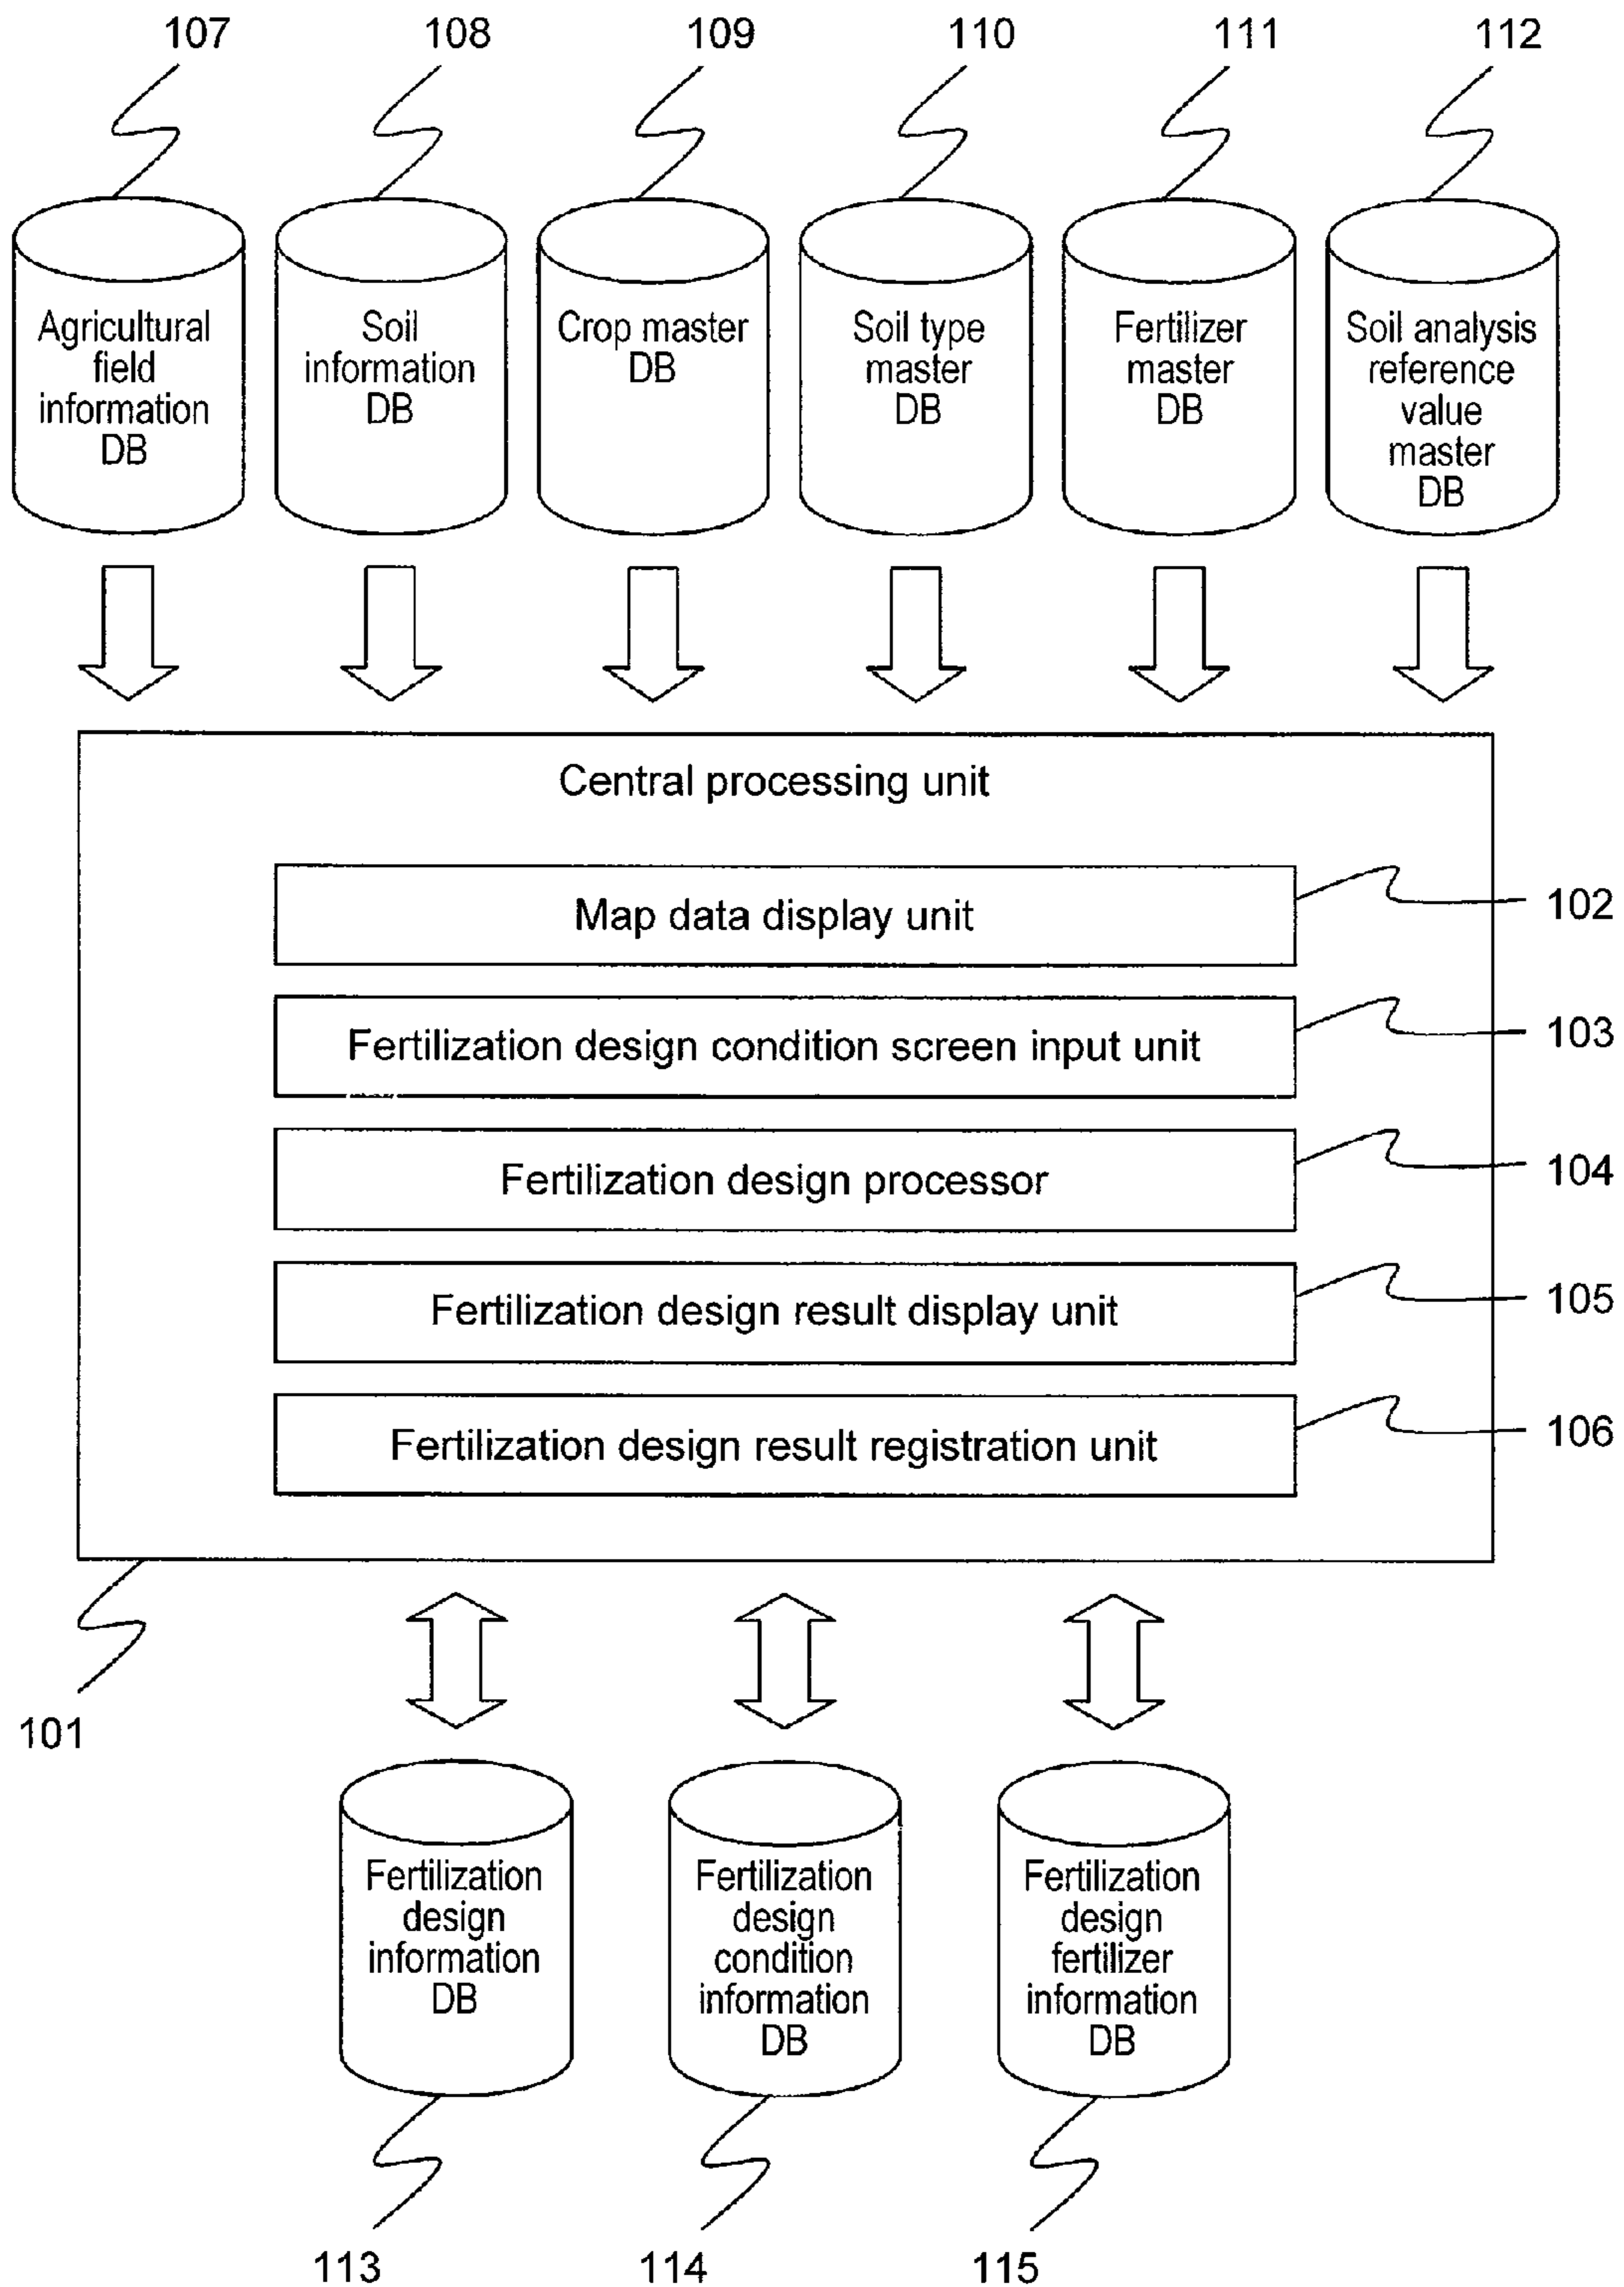 107
108
109
110
111
112
Agricultural
field
information
DB
Soil
information
DB
Crop master
DB
Soil type
master
DB
Fertilizer
master
DB
Soil analysis
reference
value
master
DB
Central processing unit
Map data display unit
102
Fertilization design condition screen input unit
103
Fertilization design processor
104
Fertilization design result display unit
105
Fertilization design result registration unit
106
101
Fertilization
design
information
DB
Fertilization
design
condition
information
DB
Fertilization
design
fertilizer
information
DB
113
114
115